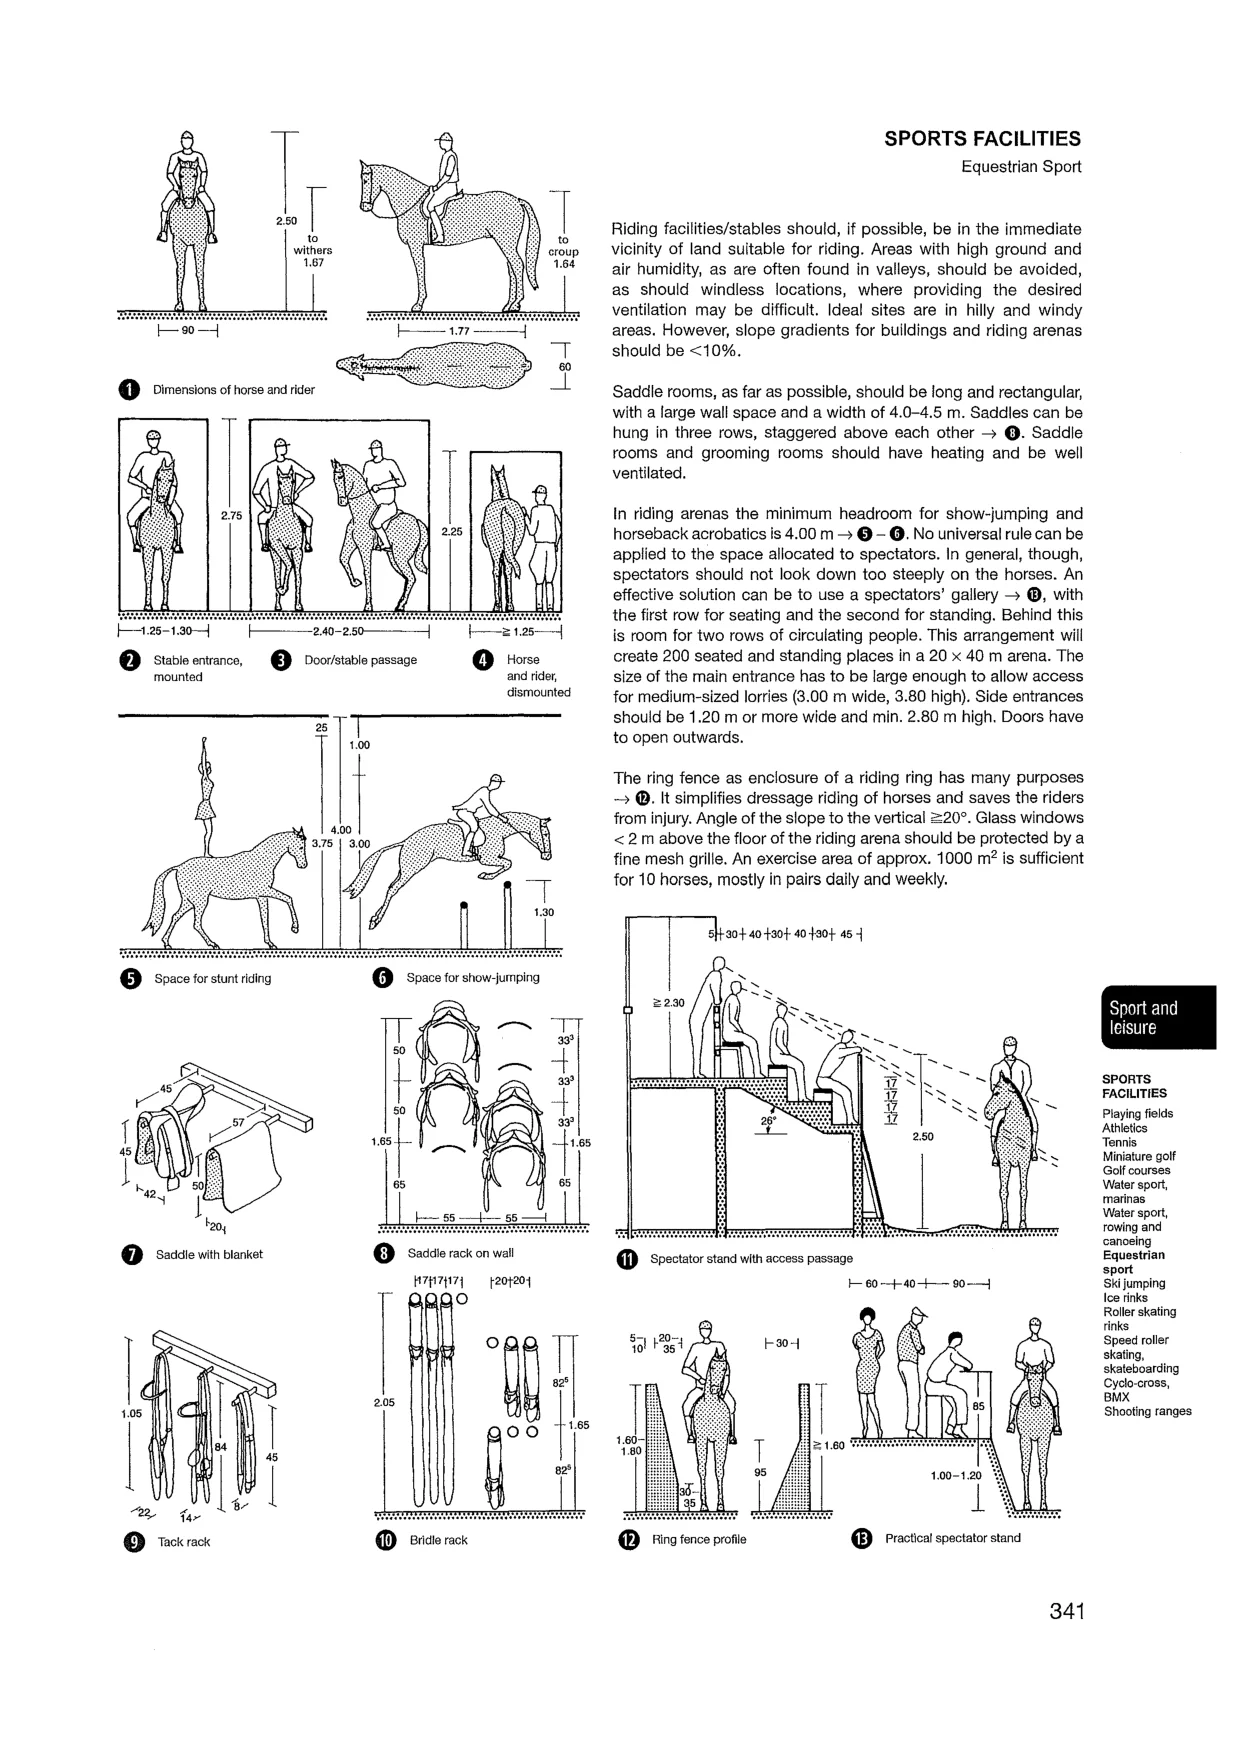 SPORTS FACILITIES
Equestrian Sport
2.50
to
withers
1.67
to
croup
1.64
90
1.77
60
1 Dimensions of horse and rider
2.75
2.25
1.25–1.30
2.40–2.50
≧ 1.25
2 Stable entrance,
mounted
3 Door/stable passage
4 Horse
and rider,
dismounted
25
1.00
4.00
3.75
3.00
1.30
5 Space for stunt riding
6 Space for show-jumping
45
57
45
42
50
20
7 Saddle with blanket
50
50
1.65
65
33³
33³
33³
1.65
65
55
55
8 Saddle rack on wall
1.05
84
45
22
14
8
9 Tack rack
17 17 17
20 20
2.05
82⁵
1.65
82⁵
10 Bridle rack
Riding facilities/stables should, if possible, be in the immediate
vicinity of land suitable for riding. Areas with high ground and
air humidity, as are often found in valleys, should be avoided,
as should windless locations, where providing the desired
ventilation may be difficult. Ideal sites are in hilly and windy
areas. However, slope gradients for buildings and riding arenas
should be <10%.
Saddle rooms, as far as possible, should be long and rectangular,
with a large wall space and a width of 4.0–4.5 m. Saddles can be
hung in three rows, staggered above each other → 8. Saddle
rooms and grooming rooms should have heating and be well
ventilated.
In riding arenas the minimum headroom for show-jumping and
horseback acrobatics is 4.00 m → 5 – 6. No universal rule can be
applied to the space allocated to spectators. In general, though,
spectators should not look down too steeply on the horses. An
effective solution can be to use a spectators' gallery → 13, with
the first row for seating and the second for standing. Behind this
is room for two rows of circulating people. This arrangement will
create 200 seated and standing places in a 20 × 40 m arena. The
size of the main entrance has to be large enough to allow access
for medium-sized lorries (3.00 m wide, 3.80 high). Side entrances
should be 1.20 m or more wide and min. 2.80 m high. Doors have
to open outwards.
The ring fence as enclosure of a riding ring has many purposes
→ 12. It simplifies dressage riding of horses and saves the riders
from injury. Angle of the slope to the vertical ≧20°. Glass windows
< 2 m above the floor of the riding arena should be protected by a
fine mesh grille. An exercise area of approx. 1000 m² is sufficient
for 10 horses, mostly in pairs daily and weekly.
5 30 40 30 40 30 45
≧ 2.30
17
17
17
17
26°
2.50
11 Spectator stand with access passage
5–
10
20–
35
30
1.60–
1.80
30–
35
95
≧ 1.60
12 Ring fence profile
60 40 90
85
1.00–1.20
13 Practical spectator stand
Sport and
leisure
SPORTS
FACILITIES
Playing fields
Athletics
Tennis
Miniature golf
Golf courses
Water sport,
marinas
Water sport,
rowing and
canoeing
Equestrian
sport
Ski jumping
Ice rinks
Roller skating
rinks
Speed roller
skating,
skateboarding
Cyclo-cross,
BMX
Shooting ranges
341